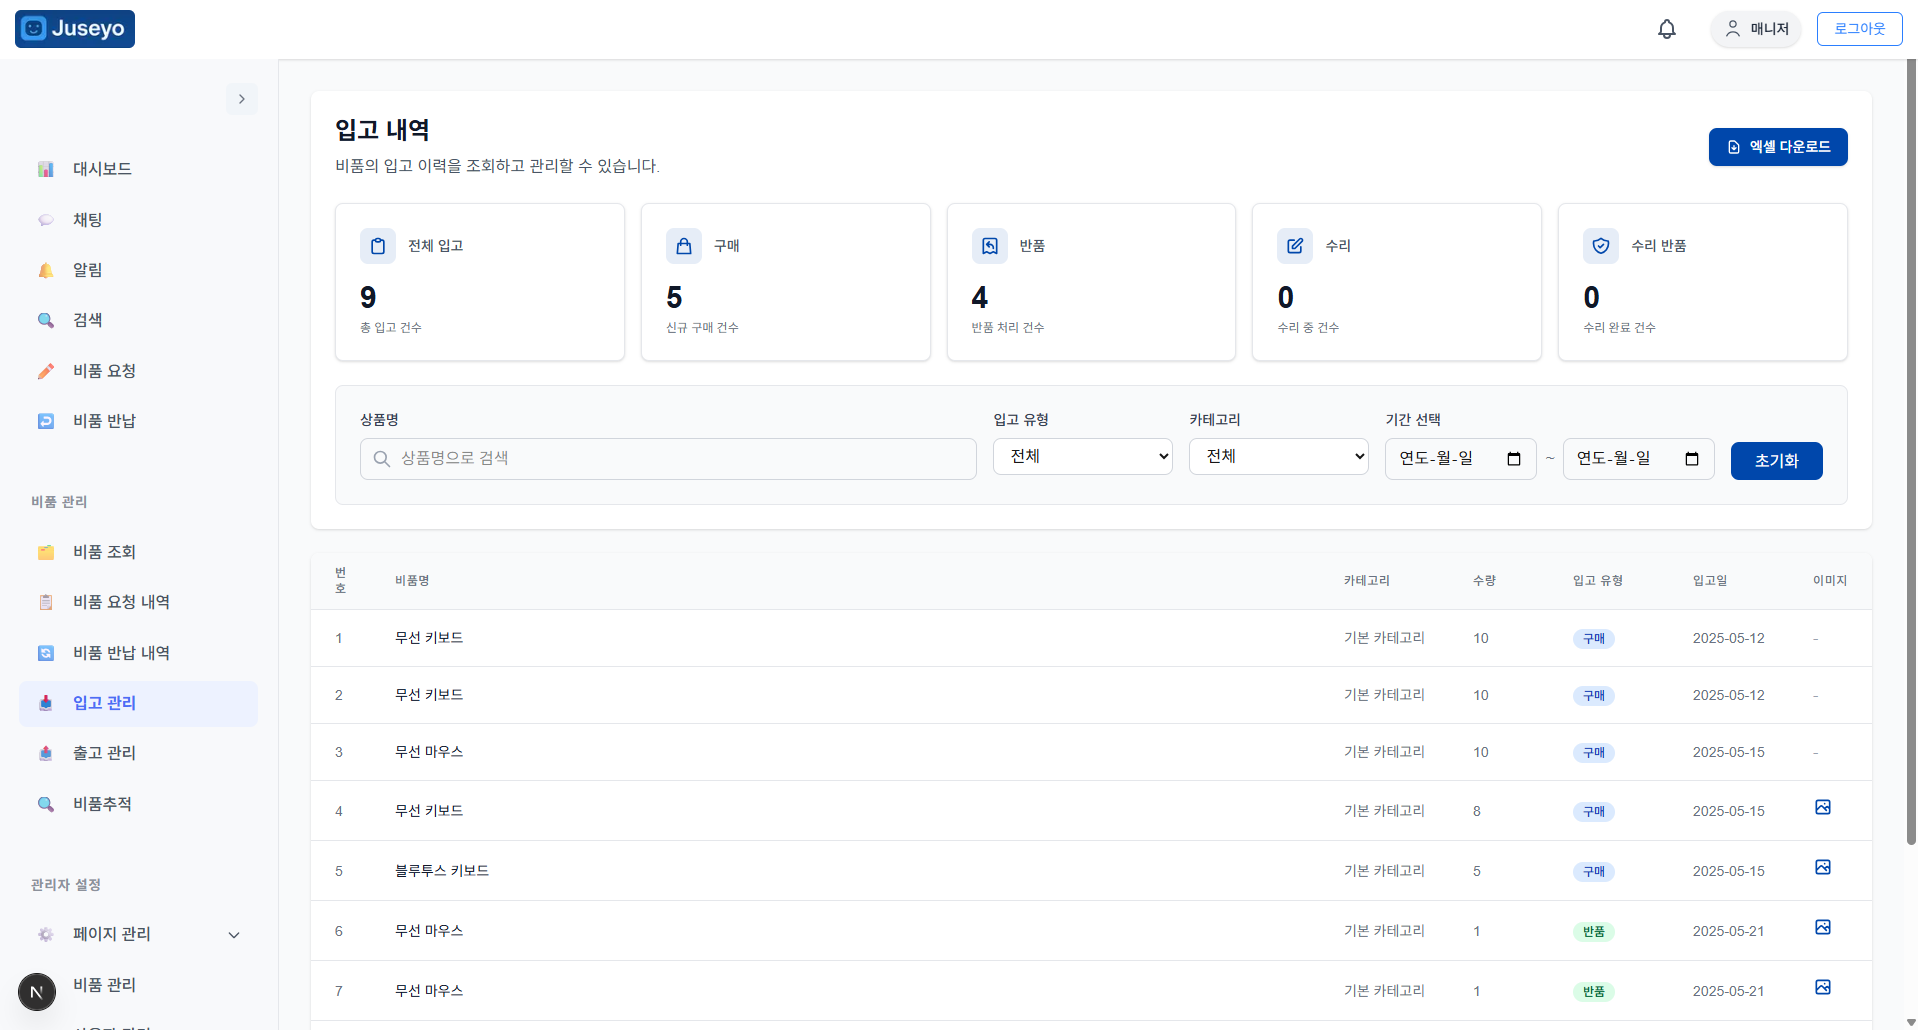 Juseyo
매니저
로그아웃
대시보드
채팅
알림
검색
비품 요청
비품 반납
비품 관리
비품 조회
비품 요청 내역
비품 반납 내역
입고 관리
출고 관리
비품추적
관리자 설정
페이지 관리
비품 관리
N
입고 내역
비품의 입고 이력을 조회하고 관리할 수 있습니다.
엑셀 다운로드
전체 입고
9
총 입고 건수
구매
5
신규 구매 건수
반품
4
반품 처리 건수
수리
0
수리 중 건수
수리 반품
0
수리 완료 건수
상품명
상품명으로 검색
입고 유형
전체
카테고리
전체
기간 선택
연도-월-일 ~ 연도-월-일
초기화
번호 비품명 카테고리 수량 입고 유형 입고일 이미지
1 무선 키보드 기본 카테고리 10 구매 2025-05-12 -
2 무선 키보드 기본 카테고리 10 구매 2025-05-12 -
3 무선 마우스 기본 카테고리 10 구매 2025-05-15 -
4 무선 키보드 기본 카테고리 8 구매 2025-05-15
5 블루투스 키보드 기본 카테고리 5 구매 2025-05-15
6 무선 마우스 기본 카테고리 1 반품 2025-05-21
7 무선 마우스 기본 카테고리 1 반품 2025-05-21